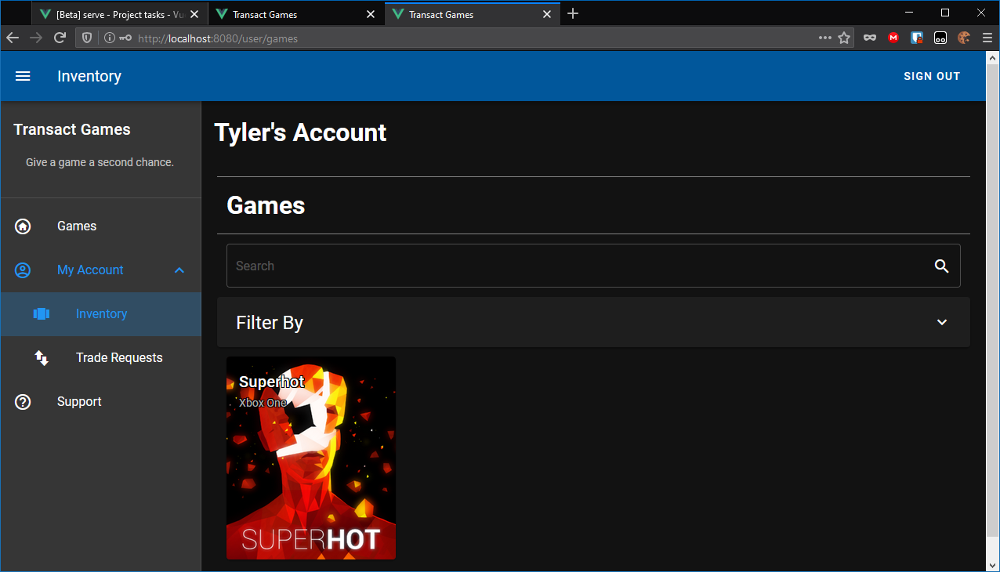 [Beta] serve - Project tasks - Vu
Transact Games
Transact Games
http://localhost:8080/user/games
Inventory
SIGN OUT
Transact Games
Give a game a second chance.
Games
My Account
Inventory
Trade Requests
Support
Tyler's Account
Games
Search
Filter By
Superhot
Xbox One
SUPERHOT